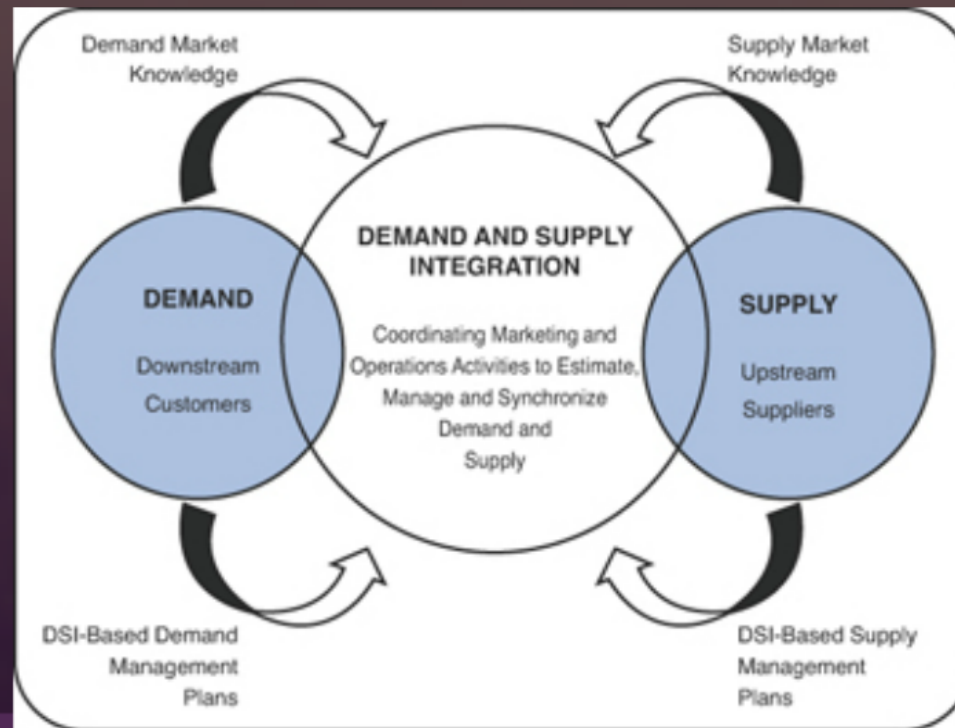 Demand Market
Knowledge
Supply Market
Knowledge
DEMAND AND SUPPLY
INTEGRATION
Coordinating Marketing and
Operations Activities to Estimate,
Manage and Synchronize
Demand and
Supply
DEMAND
Downstream
Customers
SUPPLY
Upstream
Suppliers
DSI-Based Demand
Management
Plans
DSI-Based Supply
Management
Plans